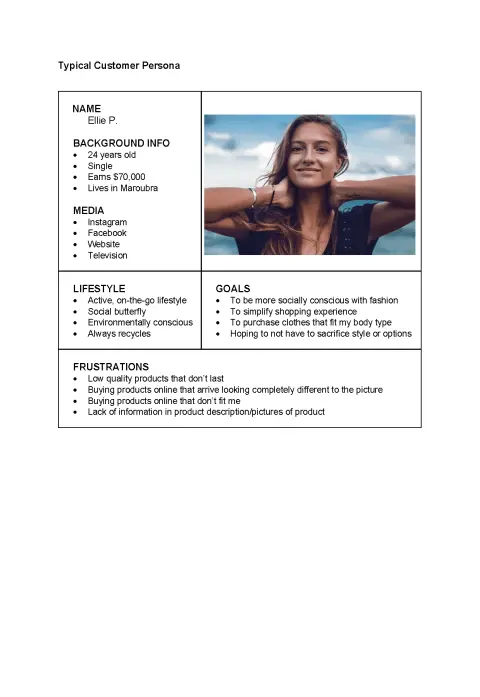 Typical Customer Persona
NAME
Ellie P.
BACKGROUND INFO
• 24 years old
• Single
• Earns $70,000
• Lives in Maroubra
MEDIA
• Instagram
• Facebook
• Website
• Television
LIFESTYLE
• Active, on-the-go lifestyle
• Social butterfly
• Environmentally conscious
• Always recycles
GOALS
• To be more socially conscious with fashion
• To simplify shopping experience
• To purchase clothes that fit my body type
• Hoping to not have to sacrifice style or options
FRUSTRATIONS
• Low quality products that don’t last
• Buying products online that arrive looking completely different to the picture
• Buying products online that don’t fit me
• Lack of information in product description/pictures of product